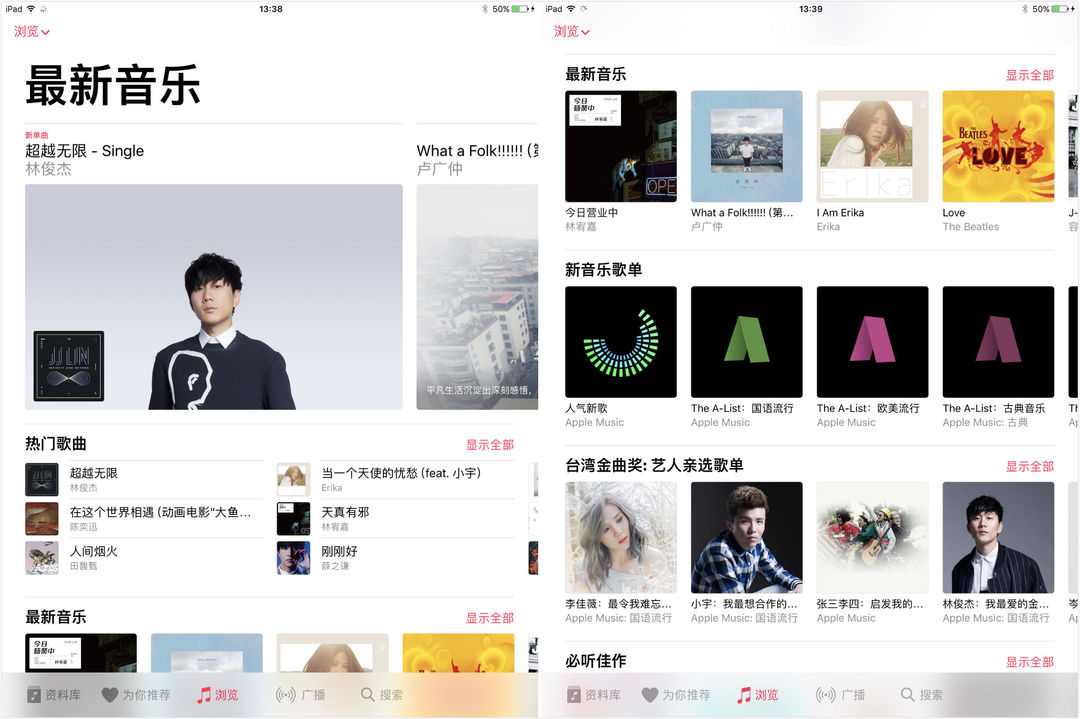 iPad
13:38
50%
浏览
最新音乐
新单曲
超越无限 - Single
林俊杰
What a Folk!!!!!! (第
卢广仲
JJ LIN
INFINITY AND BEYOND
平凡生活沉淀出深刻感悟,
热门歌曲
显示全部
超越无限
林俊杰
当一个天使的忧愁 (feat. 小宇)
Erika
在这个世界相遇 (动画电影"大鱼...
陈奕迅
天真有邪
林宥嘉
人间烟火
田馥甄
刚刚好
薛之谦
最新音乐
显示全部
今日
营业中
林宥嘉
资料库
为你推荐
浏览
广播
搜索
iPad
13:39
50%
浏览
最新音乐
显示全部
今日
营业中
林宥嘉
OPE
Erika
THE
BEATLES
LOVE
今日营业中
林宥嘉
What a Folk!!!!!! (第...
卢广仲
I Am Erika
Erika
Love
The Beatles
J-
容
新音乐歌单
人气新歌
Apple Music
The A-List：国语流行
Apple Music
The A-List：欧美流行
Apple Music
The A-List：古典音乐
Apple Music: 古典
台湾金曲奖: 艺人亲选歌单
显示全部
李佳薇：最令我难忘...
Apple Music: 国语流行
小宇：我最想合作的...
Apple Music: 国语流行
张三李四：启发我的...
Apple Music
林俊杰：我最爱的金...
Apple Music: 国语流行
岑
必听佳作
显示全部
资料库
为你推荐
浏览
广播
搜索